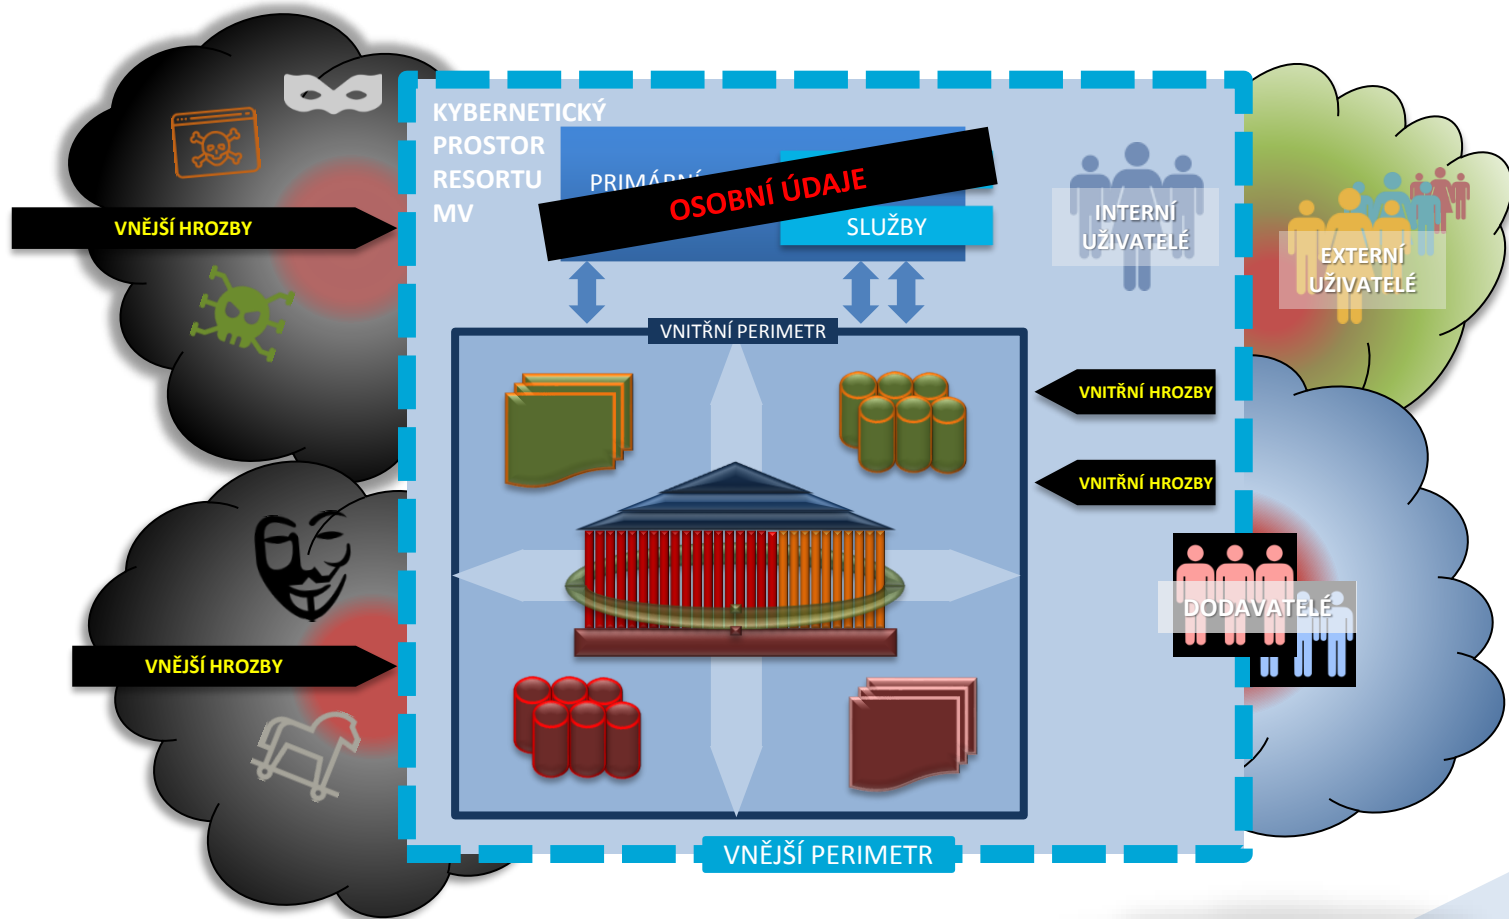 KYBERNETICKÝ
PROSTOR
RESORTU
MV
PRIMÁRNÍ
OSOBNÍ ÚDAJE
SLUŽBY
INTERNÍ
UŽIVATELÉ
EXTERNÍ
UŽIVATELÉ
VNĚJŠÍ HROZBY
VNITŘNÍ PERIMETR
VNITŘNÍ HROZBY
VNITŘNÍ HROZBY
DODAVATELÉ
VNĚJŠÍ HROZBY
VNĚJŠÍ PERIMETR